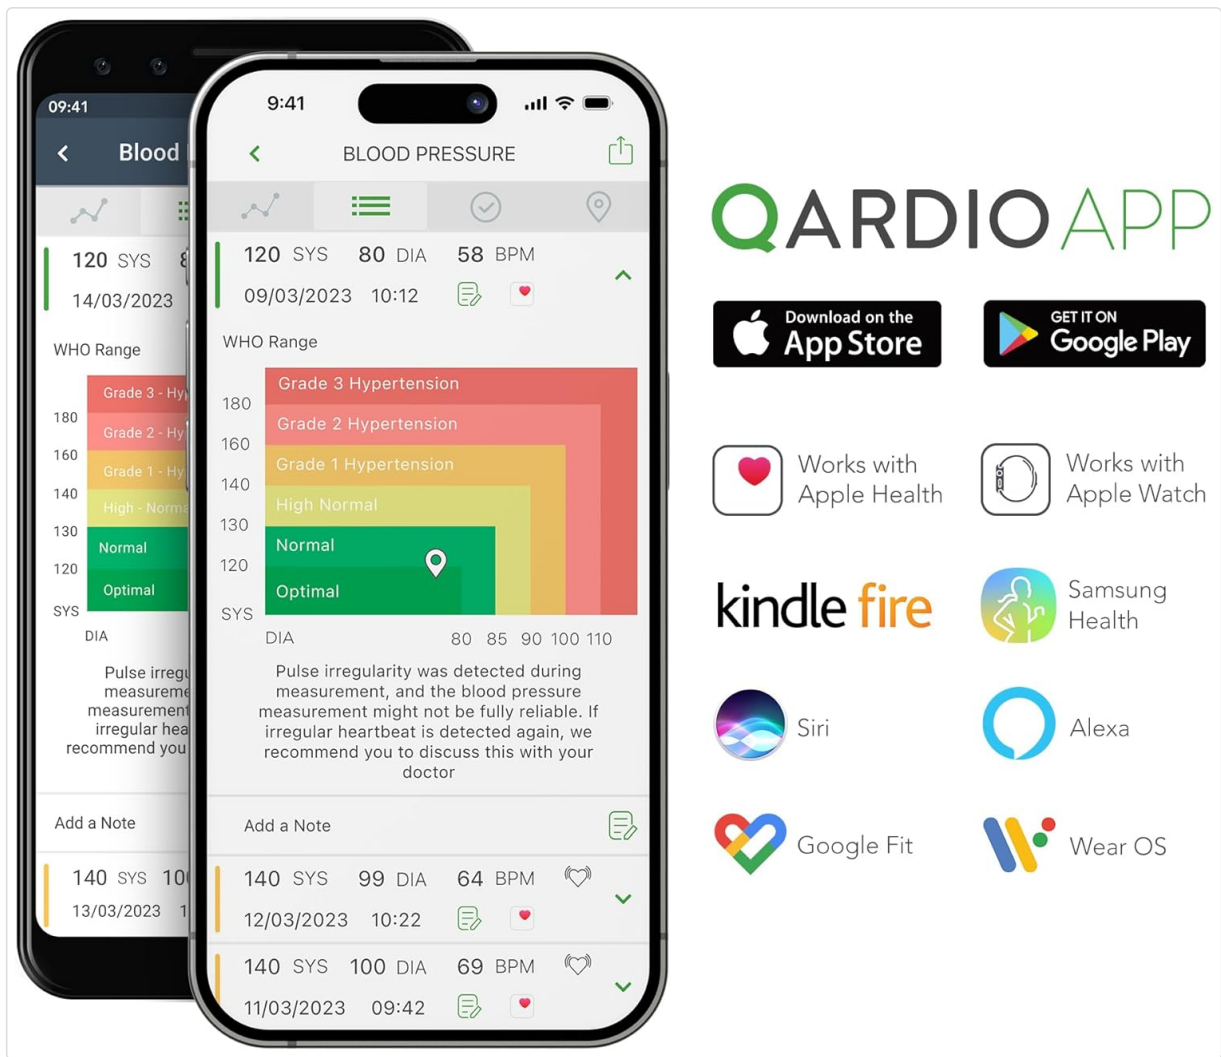 09:41
Blood
120 SYS
14/03/2023
WHO Range
Grade 3 - Hy
180
Grade 2 - Hy
160
Grade 1 - Hy
140
High - Norma
130
Normal
120
Optimal
SYS
DIA
Pulse irregu
measureme
measurement
irregular hea
recommend you
Add a Note
140 SYS 10
13/03/2023 1
9:41
BLOOD PRESSURE
120 SYS 80 DIA 58 BPM
09/03/2023 10:12
WHO Range
Grade 3 Hypertension
180
Grade 2 Hypertension
160
Grade 1 Hypertension
140
High Normal
130
Normal
120
Optimal
SYS
DIA 80 85 90 100 110
Pulse irregularity was detected during
measurement, and the blood pressure
measurement might not be fully reliable. If
irregular heartbeat is detected again, we
recommend you to discuss this with your
doctor
Add a Note
140 SYS 99 DIA 64 BPM
12/03/2023 10:22
140 SYS 100 DIA 69 BPM
11/03/2023 09:42
QARDIO APP
Download on the
App Store
GET IT ON
Google Play
Works with
Apple Health
Works with
Apple Watch
kindle fire
Samsung
Health
Siri
Alexa
Google Fit
Wear OS